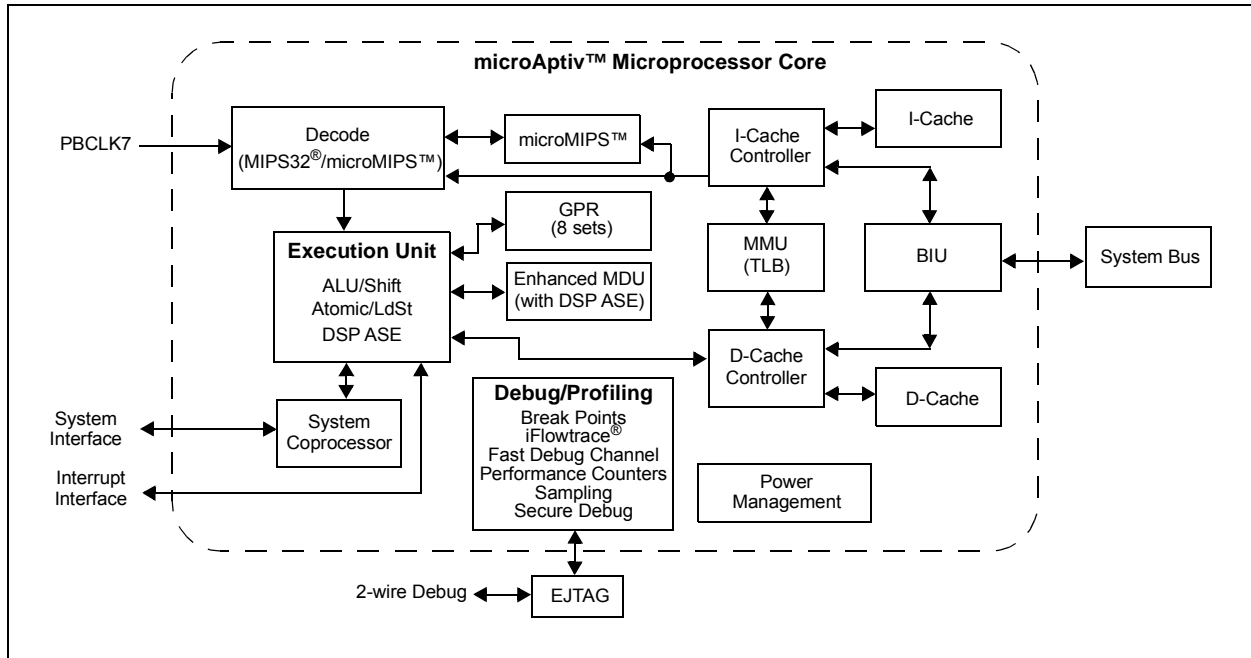 microAptiv™ Microprocessor Core
PBCLK7
Decode
(MIPS32®/microMIPS™)
microMIPS™
I-Cache
Controller
I-Cache
GPR
(8 sets)
Execution Unit
ALU/Shift
Atomic/LdSt
DSP ASE
Enhanced MDU
(with DSP ASE)
MMU
(TLB)
BIU
System Bus
D-Cache
Controller
D-Cache
Debug/Profiling
Break Points
iFlowtrace®
Fast Debug Channel
Performance Counters
Sampling
Secure Debug
System
Coprocessor
System
Interface
Interrupt
Interface
Power
Management
2-wire Debug
EJTAG